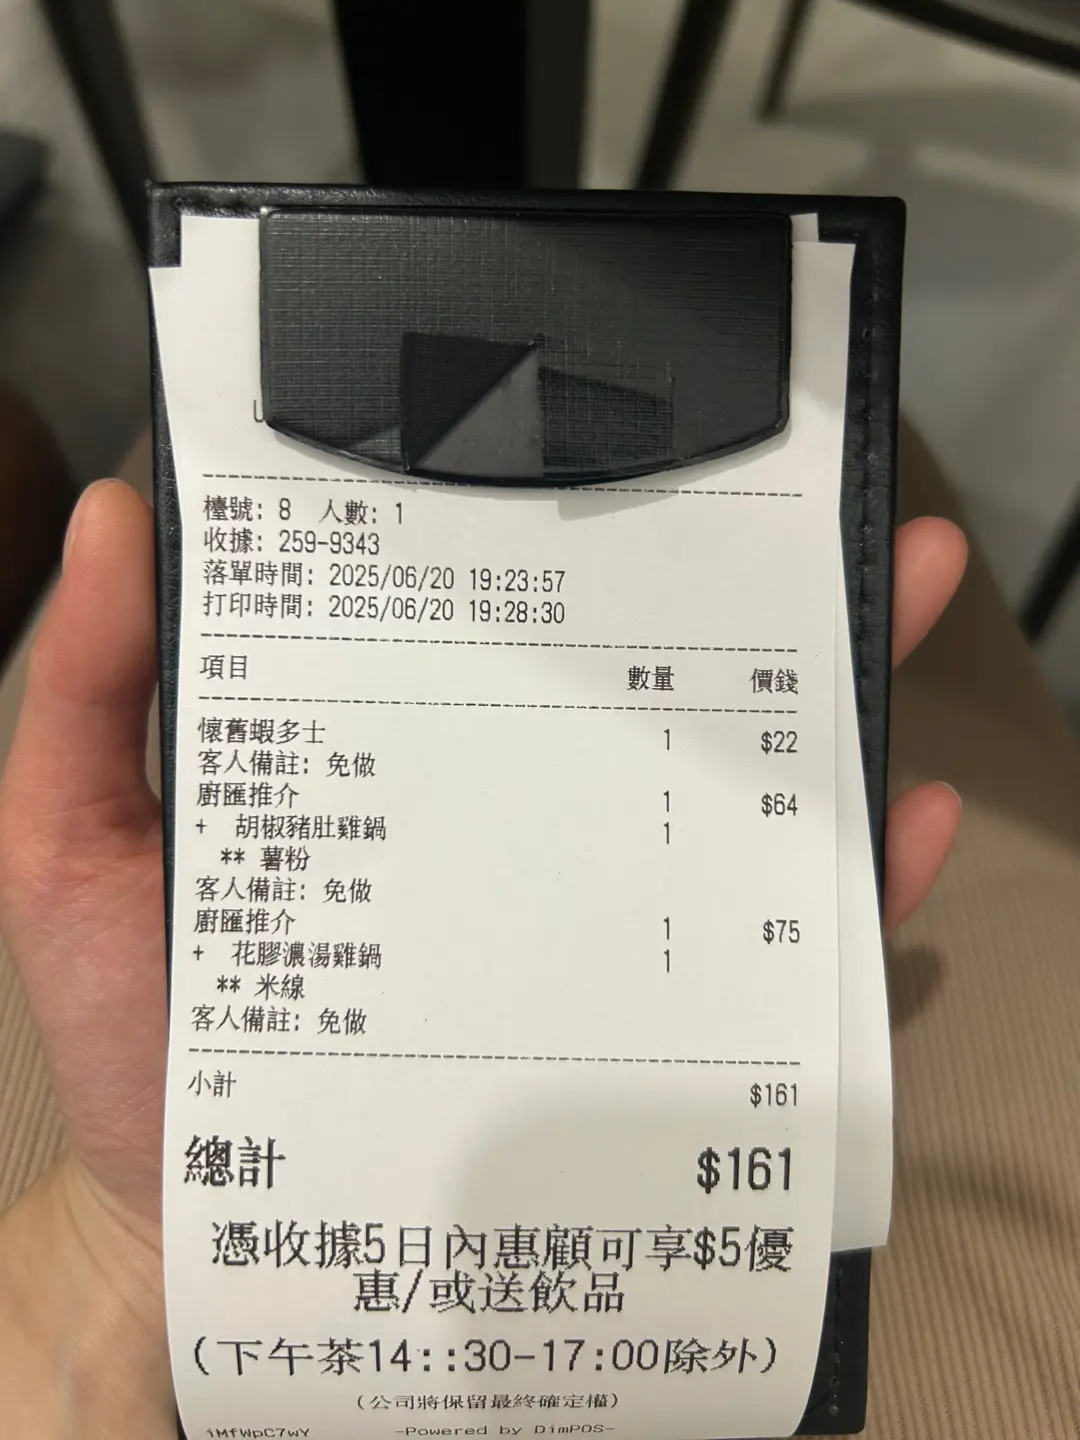 檯號: 8 人數: 1
收據: 259-9343
落單時間: 2025/06/20 19:23:57
打印時間: 2025/06/20 19:28:30
項目 數量 價錢
懷舊蝦多士 1 $22
客人備註: 免做
廚匯推介 1 $64
+ 胡椒豬肚雞鍋 1
** 薯粉
客人備註: 免做
廚匯推介 1 $75
+ 花膠濃湯雞鍋 1
** 米線
客人備註: 免做
小計 $161
總計 $161
憑收據5日內惠顧可享$5優
惠/或送飲品
(下午茶14::30-17:00除外)
(公司將保留最終確定權)
iMfWpC7wY -Powered by DimPOS-